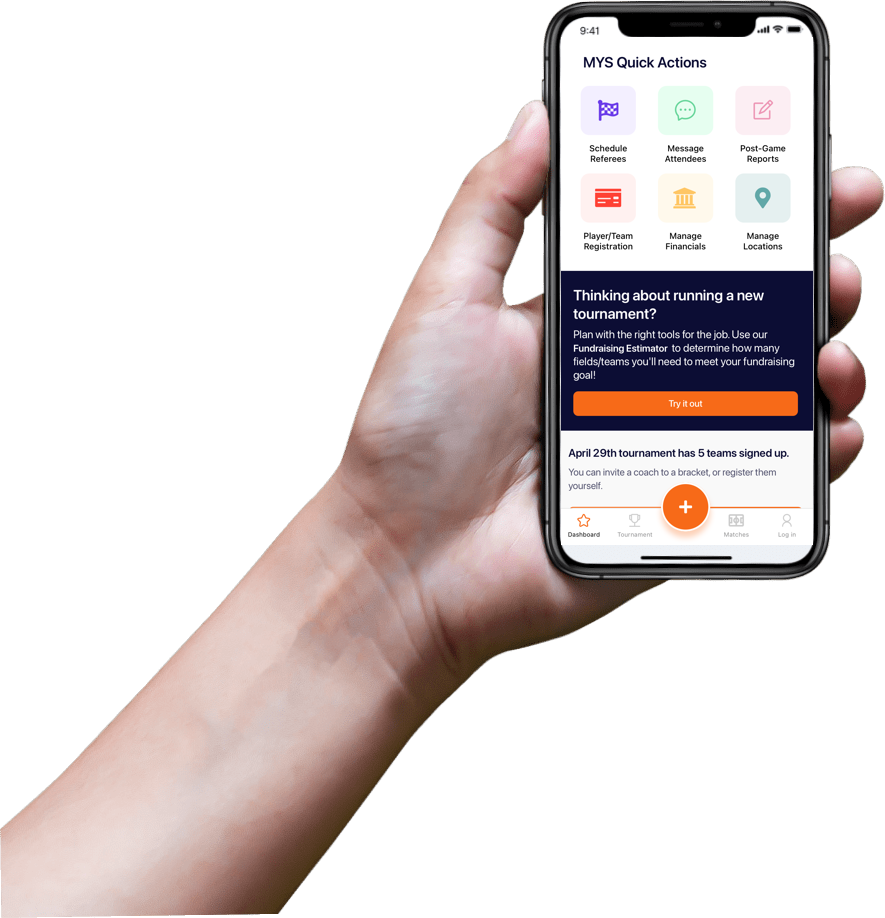 9:41
MYS Quick Actions
Schedule
Referees
Message
Attendees
Post-Game
Reports
Player/Team
Registration
Manage
Financials
Manage
Locations
Thinking about running a new
tournament?
Plan with the right tools for the job. Use our
Fundraising Estimator to determine how many
fields/teams you'll need to meet your fundraising
goal!
Try it out
April 29th tournament has 5 teams signed up.
You can invite a coach to a bracket, or register them
yourself.
Dashboard
Tournament
+
Matches
Log in